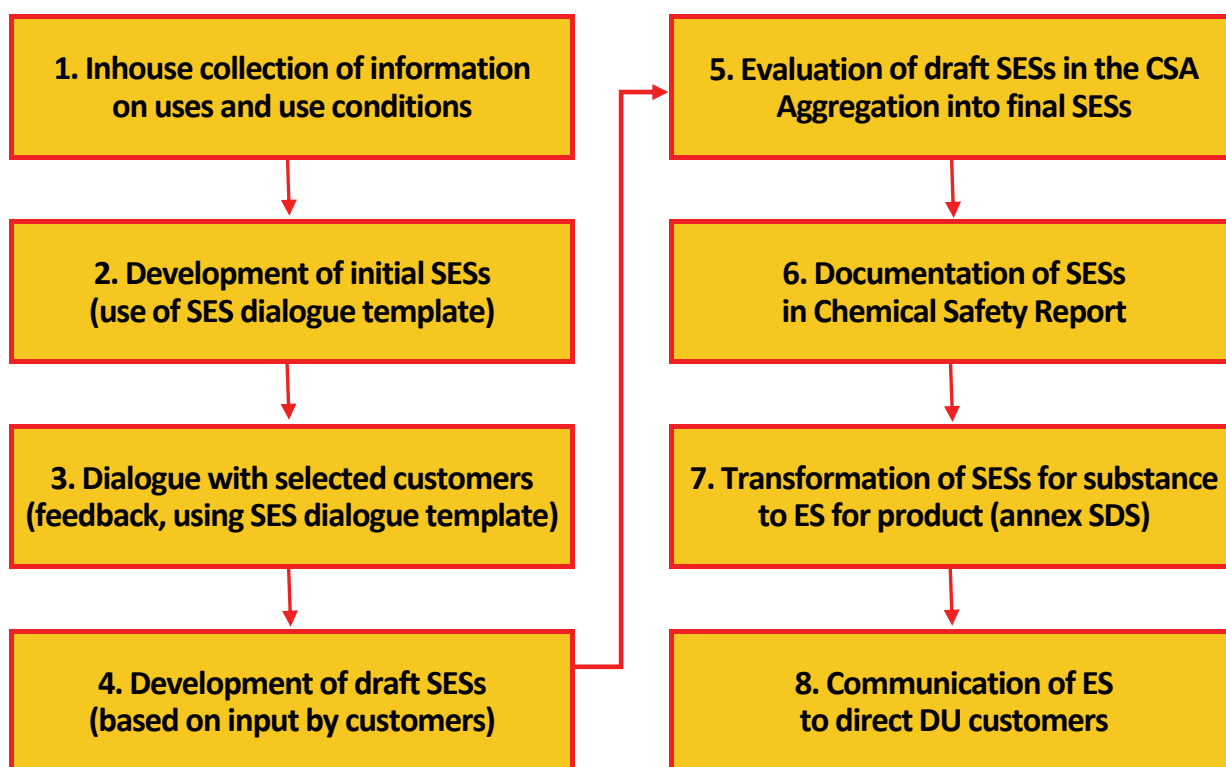 1. Inhouse collection of information
on uses and use conditions
2. Development of initial SESs
(use of SES dialogue template)
3. Dialogue with selected customers
(feedback, using SES dialogue template)
4. Development of draft SESs
(based on input by customers)
5. Evaluation of draft SESs in the CSA
Aggregation into final SESs
6. Documentation of SESs
in Chemical Safety Report
7. Transformation of SESs for substance
to ES for product (annex SDS)
8. Communication of ES
to direct DU customers